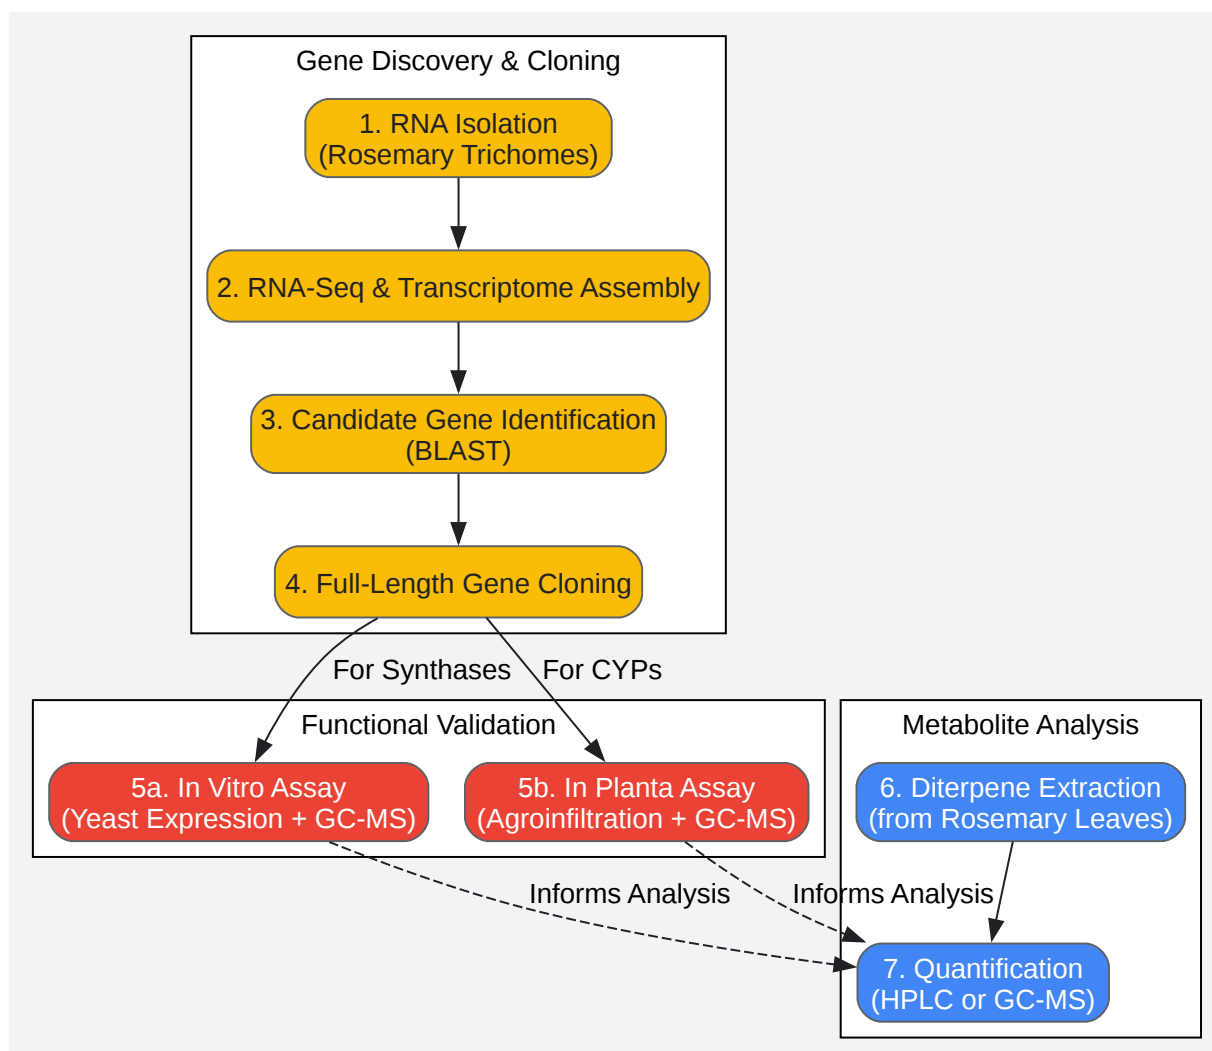 Gene Discovery & Cloning
1. RNA Isolation
(Rosemary Trichomes)
2. RNA-Seq & Transcriptome Assembly
3. Candidate Gene Identification
(BLAST)
4. Full-Length Gene Cloning
For Synthases
For CYPs
Functional Validation
5a. In Vitro Assay
(Yeast Expression + GC-MS)
5b. In Planta Assay
(Agroinfiltration + GC-MS)
Metabolite Analysis
6. Diterpene Extraction
(from Rosemary Leaves)
Informs Analysis
Informs Analysis
7. Quantification
(HPLC or GC-MS)